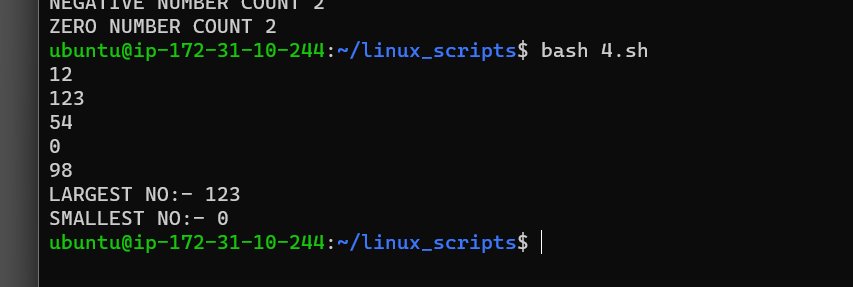 NEGATIVE NUMBER COUNT 2
ZERO NUMBER COUNT 2
ubuntu@ip-172-31-10-244:~/linux_scripts$ bash 4.sh
12
123
54
0
98
LARGEST NO:- 123
SMALLEST NO:- 0
ubuntu@ip-172-31-10-244:~/linux_scripts$